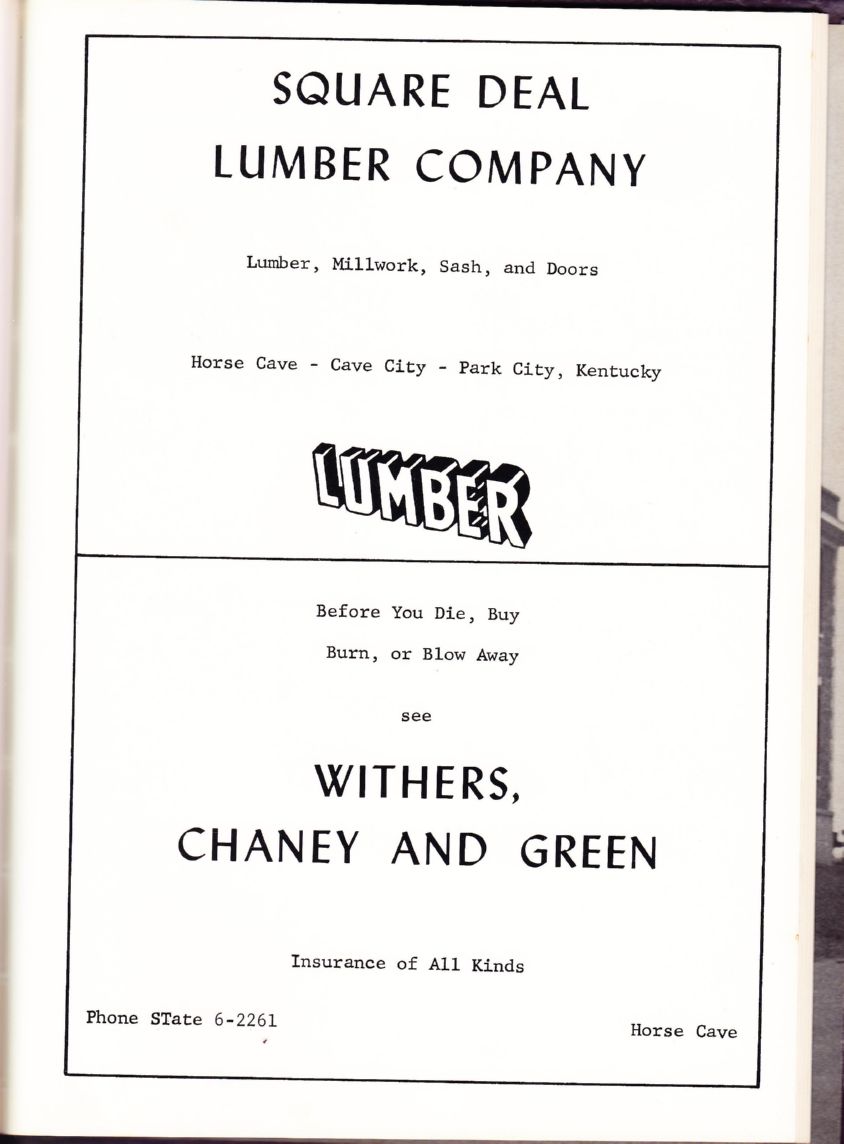 SQUARE DEAL
LUMBER COMPANY
Lumber, Millwork, Sash, and Doors
Horse Cave - Cave City - Park City, Kentucky
LUMBER
Before You Die, Buy
Burn, or Blow Away
see
WITHERS,
CHANEY AND GREEN
Insurance of All Kinds
Phone STate 6-2261
Horse Cave